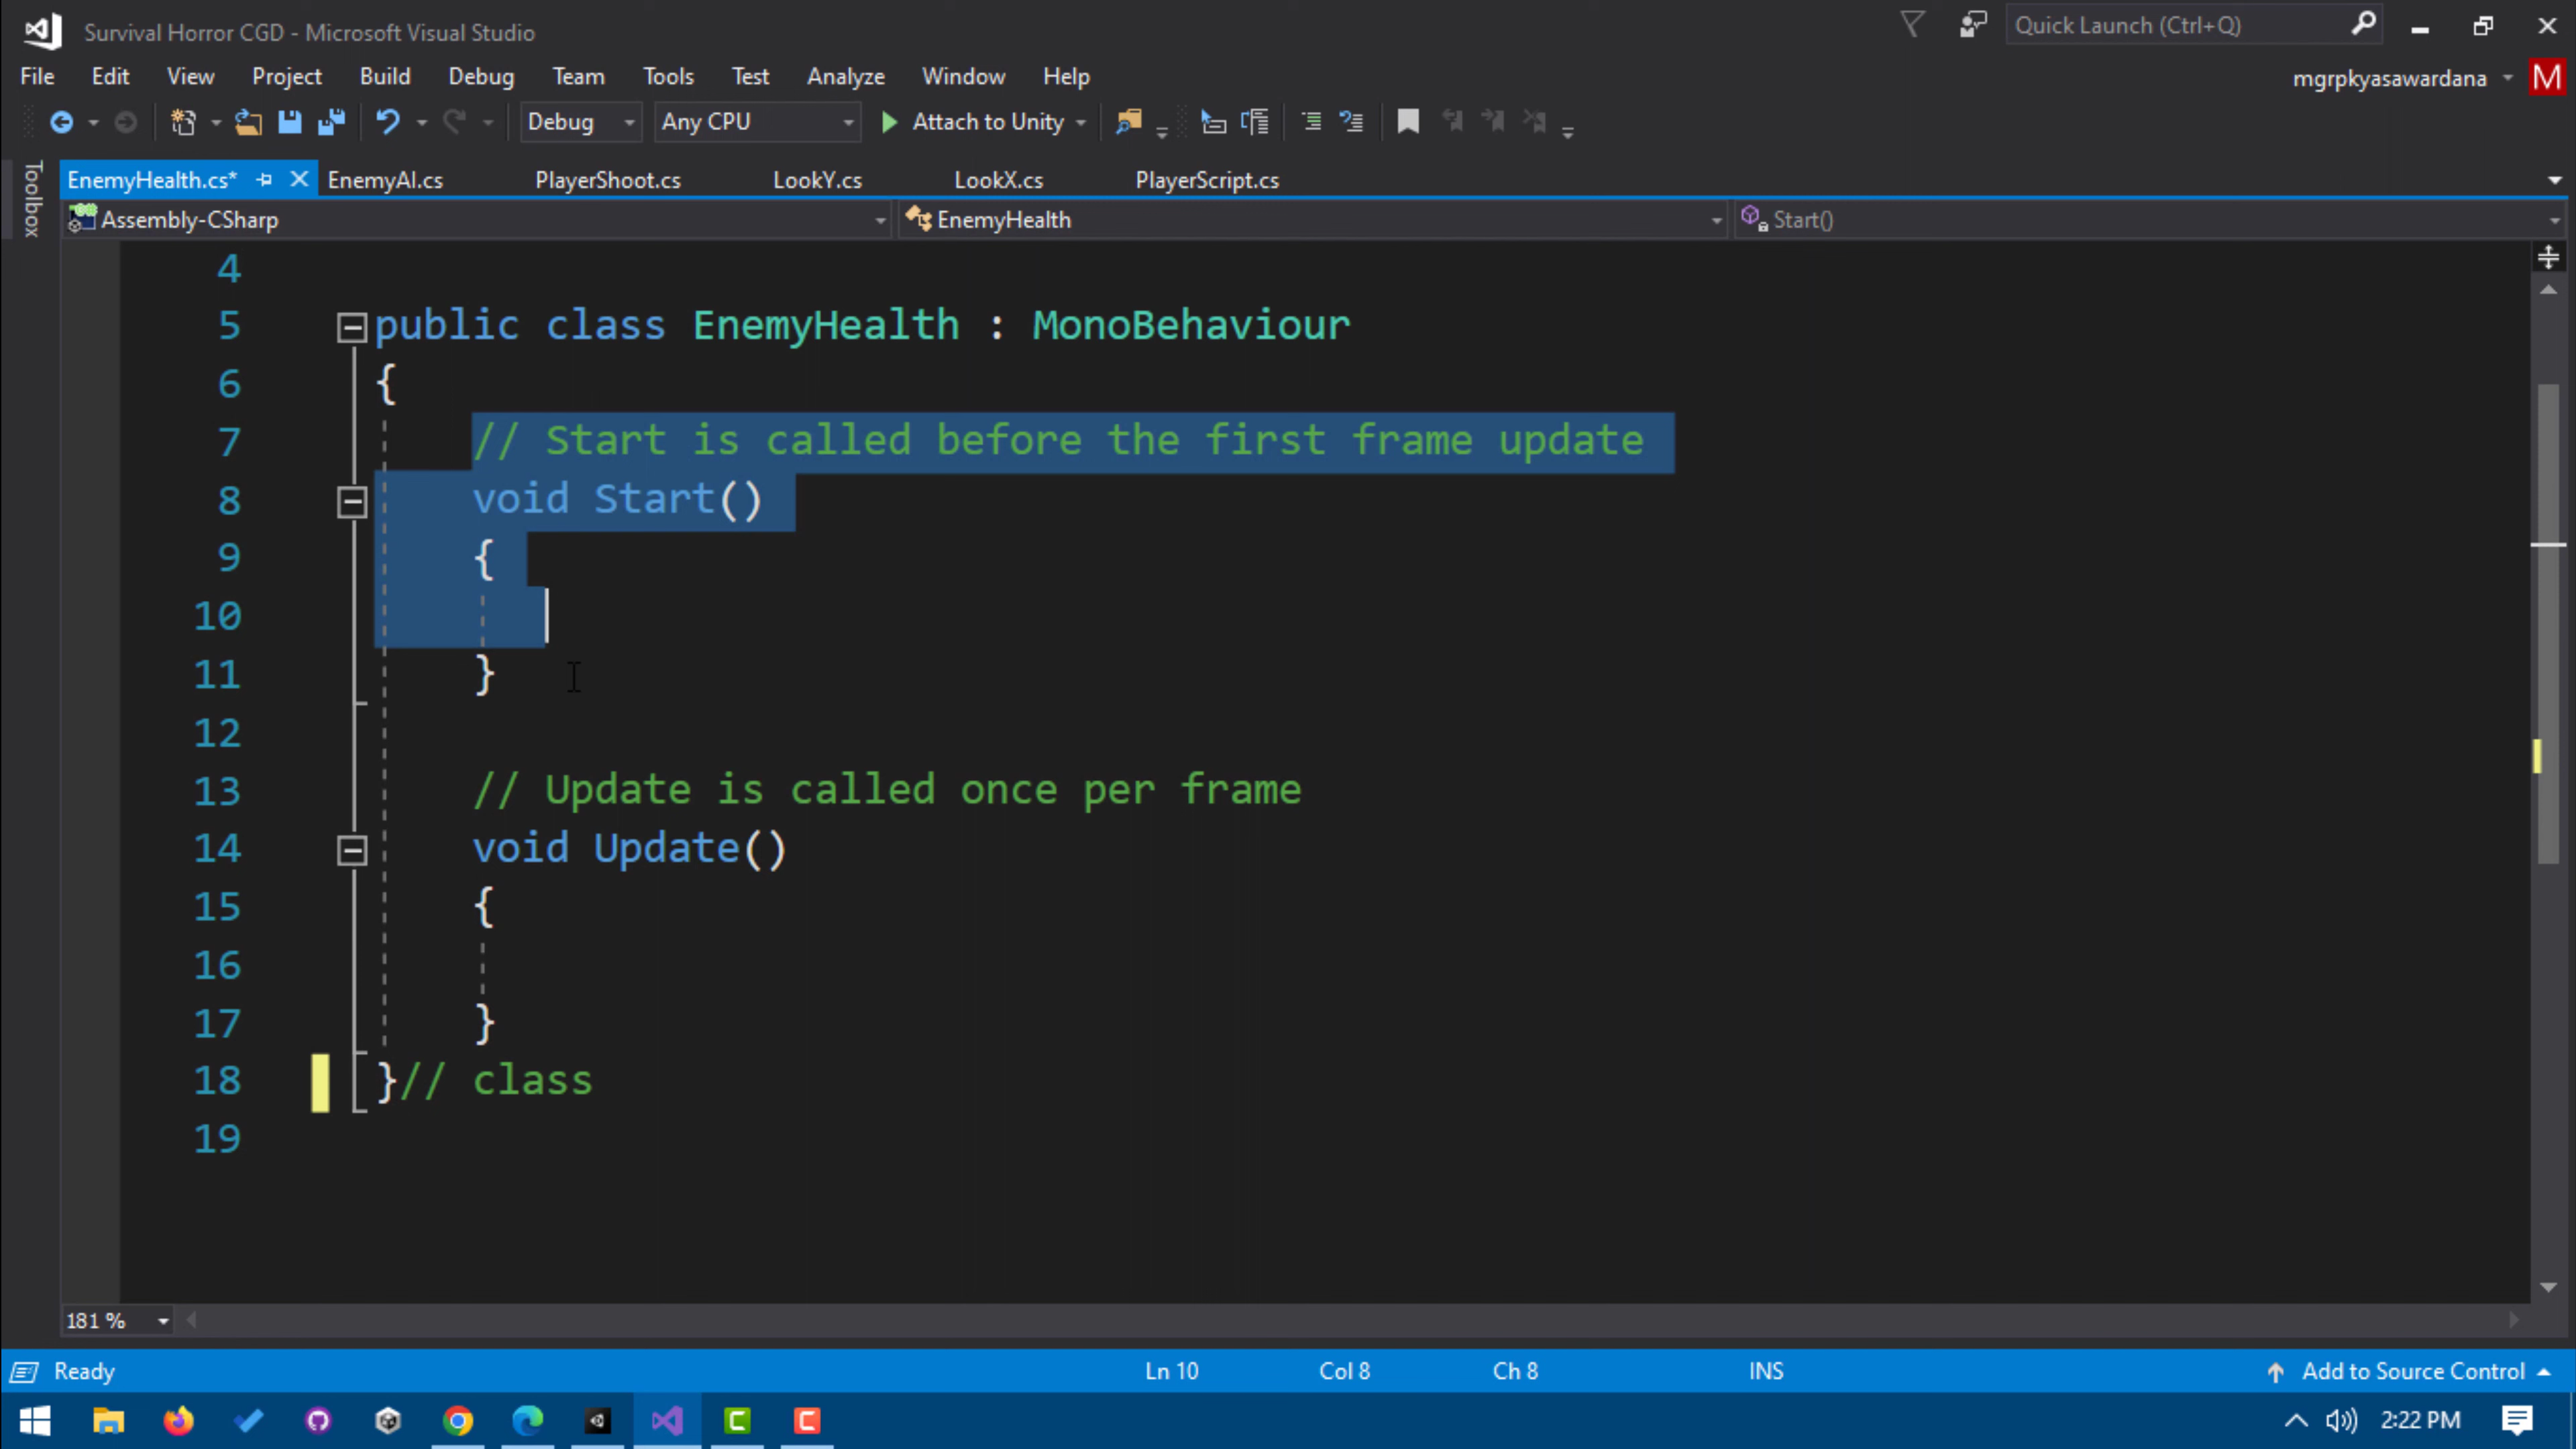 Survival Horror CGD - Microsoft Visual Studio
Quick Launch (Ctrl+Q)
File Edit View Project Build Debug Team Tools Test Analyze Window Help
mgrpkyasawardana M
Debug Any CPU Attach to Unity
Toolbox
EnemyHealth.cs* EnemyAI.cs PlayerShoot.cs LookY.cs LookX.cs PlayerScript.cs
Assembly-CSharp EnemyHealth Start()
4
5 public class EnemyHealth : MonoBehaviour
6 {
7 // Start is called before the first frame update
8 void Start()
9 {
10
11 }
12
13 // Update is called once per frame
14 void Update()
15 {
16
17 }
18 }// class
19
181 %
Ready Ln 10 Col 8 Ch 8 INS Add to Source Control
2:22 PM